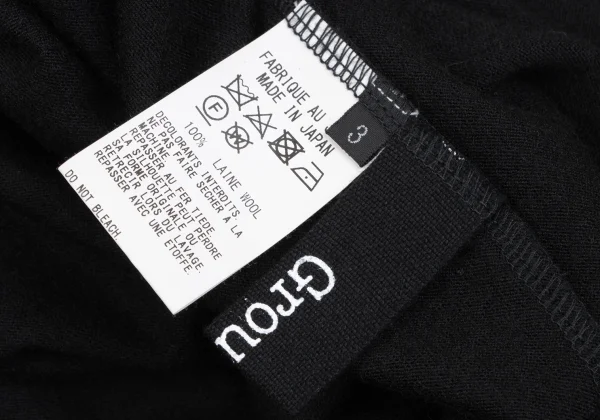 FABRIQUE AU
MADE IN JAPAN
F
100% LAINE WOOL
DECOLORANTS INTERDITS.
NE PAS FAIRE SECHER A LA
MACHINE.
REPASSER AU FER TIEDE.
LA SILHOUETTE PEUT PERDRE
SA FORME ORIGINALE OU
RETRECIR LORS DU LAVAGE.
REPASSER AVEC UNE ETOFFE.
DO NOT BLEACH.
3
Grou